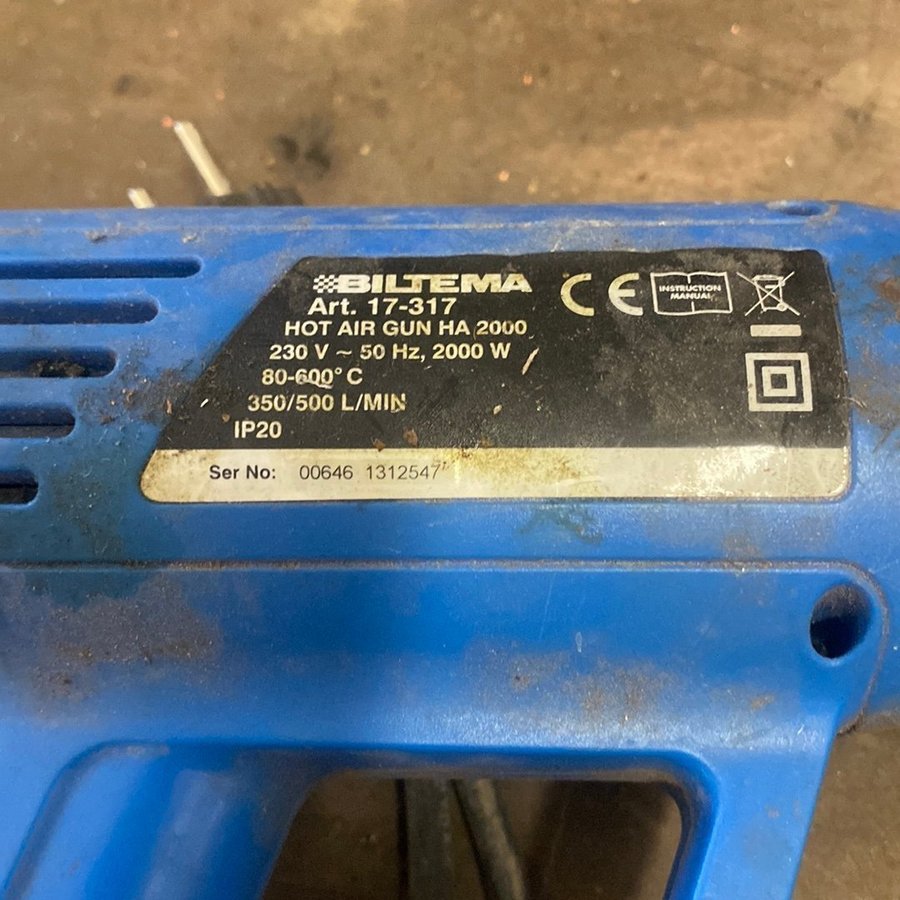 BILTEMA
Art. 17-317
HOT AIR GUN HA 2000
230 V ~ 50 Hz, 2000 W
80-600° C
350/500 L/MIN
IP20
CE
INSTRUCTION
MANUAL
Ser No: 00646 1312547